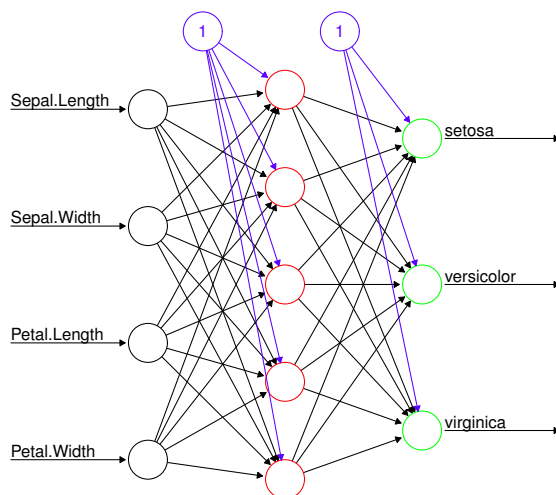 1
1
Sepal.Length
setosa
Sepal.Width
versicolor
Petal.Length
virginica
Petal.Width